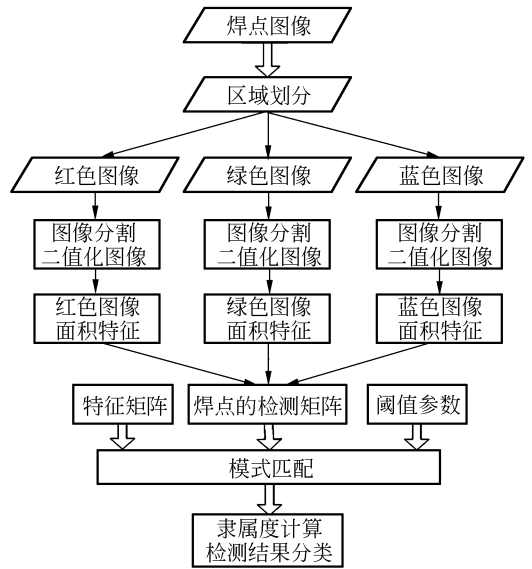 焊点图像
区域划分
红色图像
绿色图像
蓝色图像
图像分割
二值化图像
图像分割
二值化图像
图像分割
二值化图像
红色图像
面积特征
绿色图像
面积特征
蓝色图像
面积特征
特征矩阵
焊点的检测矩阵
阈值参数
模式匹配
隶属度计算
检测结果分类